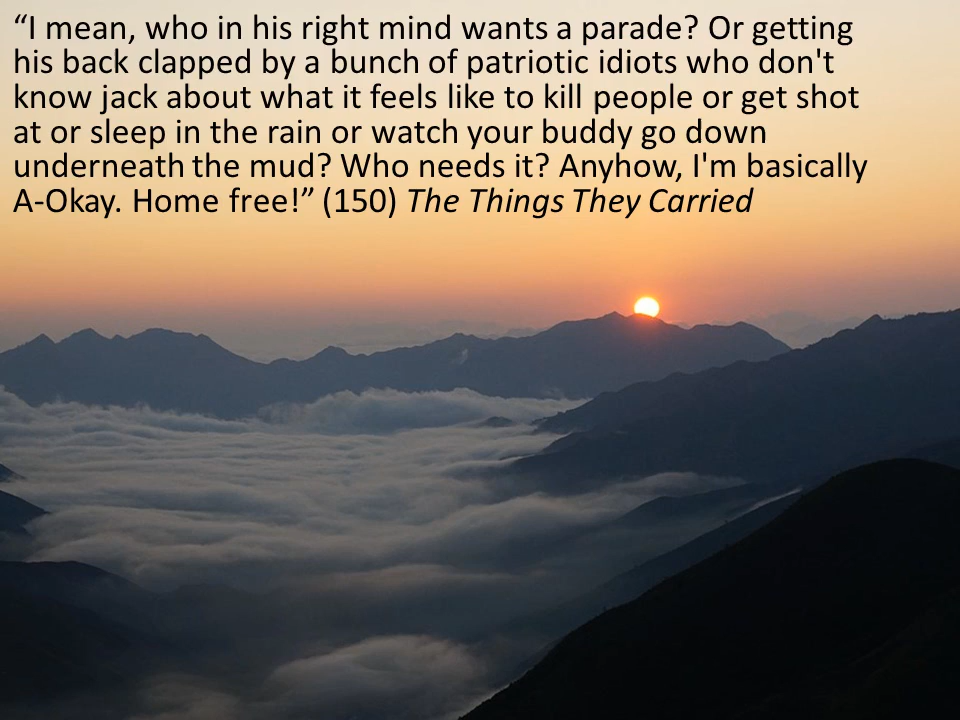 “I mean, who in his right mind wants a parade? Or getting
his back clapped by a bunch of patriotic idiots who don't
know jack about what it feels like to kill people or get shot
at or sleep in the rain or watch your buddy go down
underneath the mud? Who needs it? Anyhow, I'm basically
A-Okay. Home free!” (150) The Things They Carried